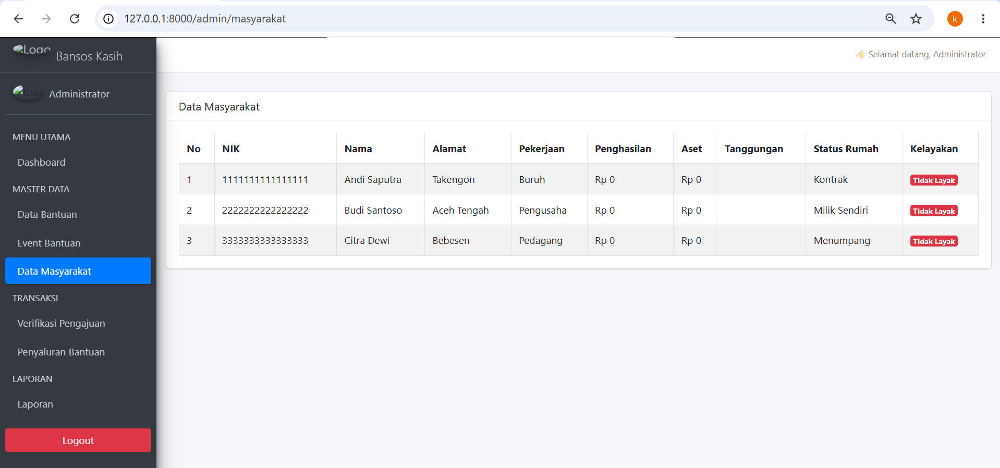 127.0.0.1:8000/admin/masyarakat
k
Logo
Bansos Kasih
👋 Selamat datang, Administrator
User
Administrator
MENU UTAMA
Dashboard
MASTER DATA
Data Bantuan
Event Bantuan
Data Masyarakat
TRANSAKSI
Verifikasi Pengajuan
Penyaluran Bantuan
LAPORAN
Laporan
Logout
Data Masyarakat
No NIK Nama Alamat Pekerjaan Penghasilan Aset Tanggungan Status Rumah Kelayakan
1 1111111111111111 Andi Saputra Takengon Buruh Rp 0 Rp 0 Kontrak Tidak Layak
2 2222222222222222 Budi Santoso Aceh Tengah Pengusaha Rp 0 Rp 0 Milik Sendiri Tidak Layak
3 3333333333333333 Citra Dewi Bebesen Pedagang Rp 0 Rp 0 Menumpang Tidak Layak